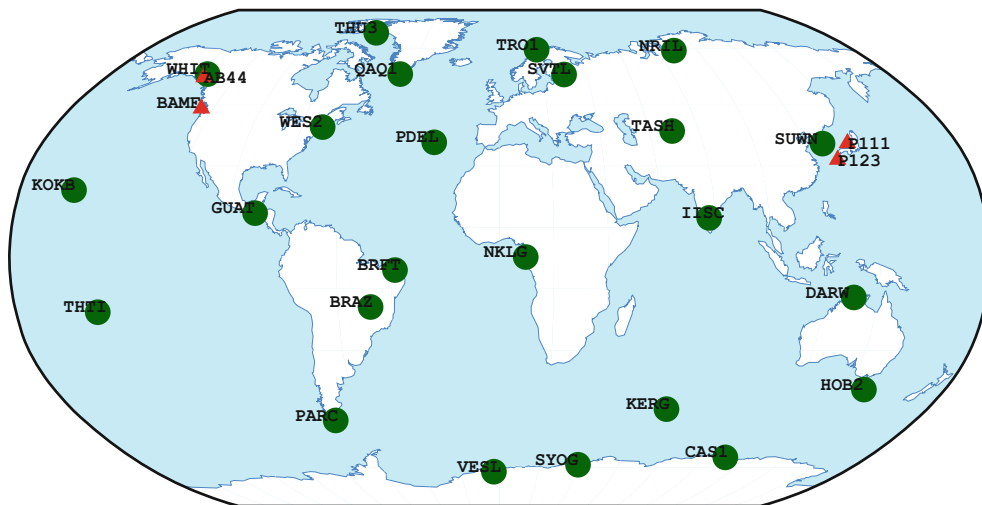 THU3
TRO1
NRIL
WHIT
AB44
QAQ1
SVTL
BAMF
WES2
PDEL
TASH
SUWN
P111
P123
KOKB
GUAT
IISC
NKLG
BRFT
BRAZ
DARW
THTI
HOB2
PARC
KERG
VESL
SYOG
CAS1